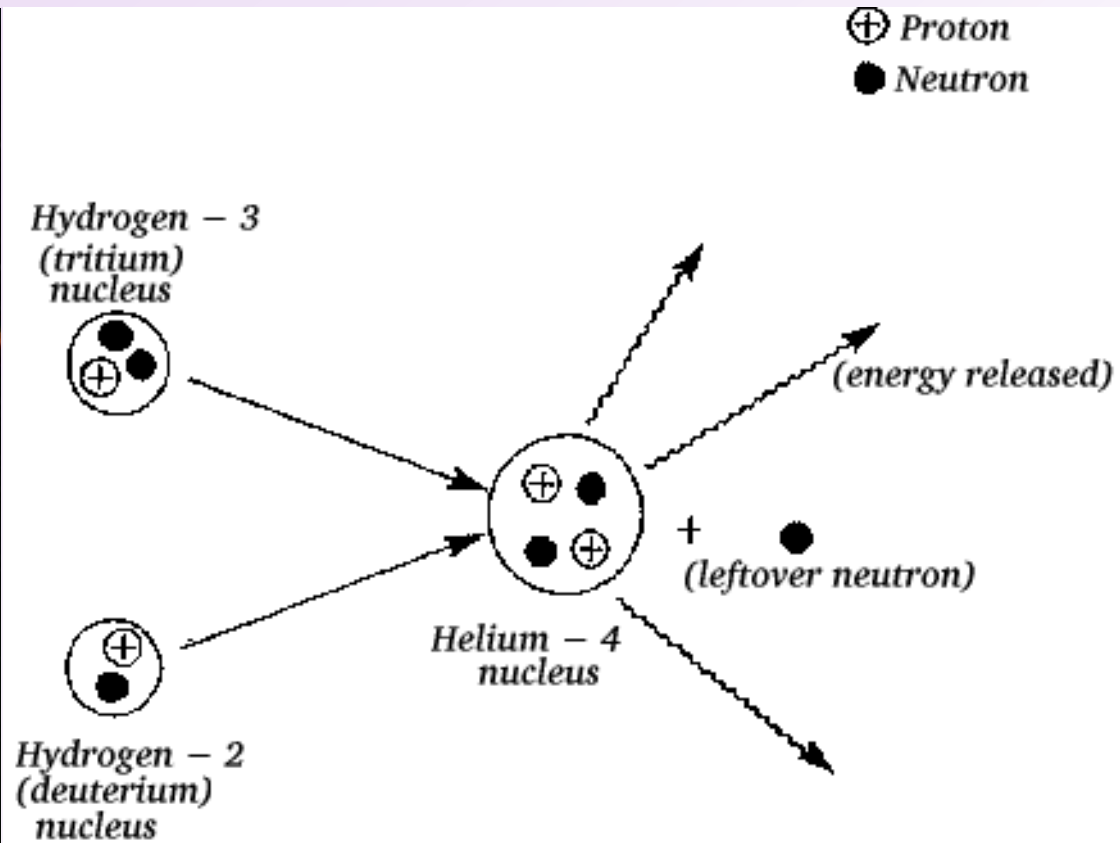 Proton
Neutron
Hydrogen – 3
(tritium)
nucleus
(energy released)
+
(leftover neutron)
Helium – 4
nucleus
Hydrogen – 2
(deuterium)
nucleus